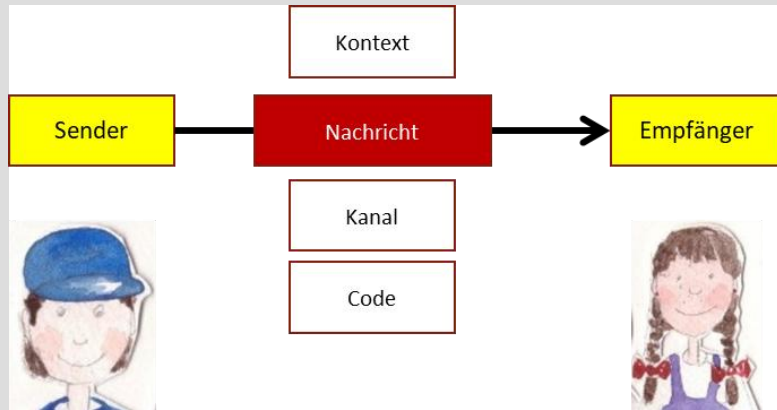 Kontext
Sender
Nachricht
Empfänger
Kanal
Code